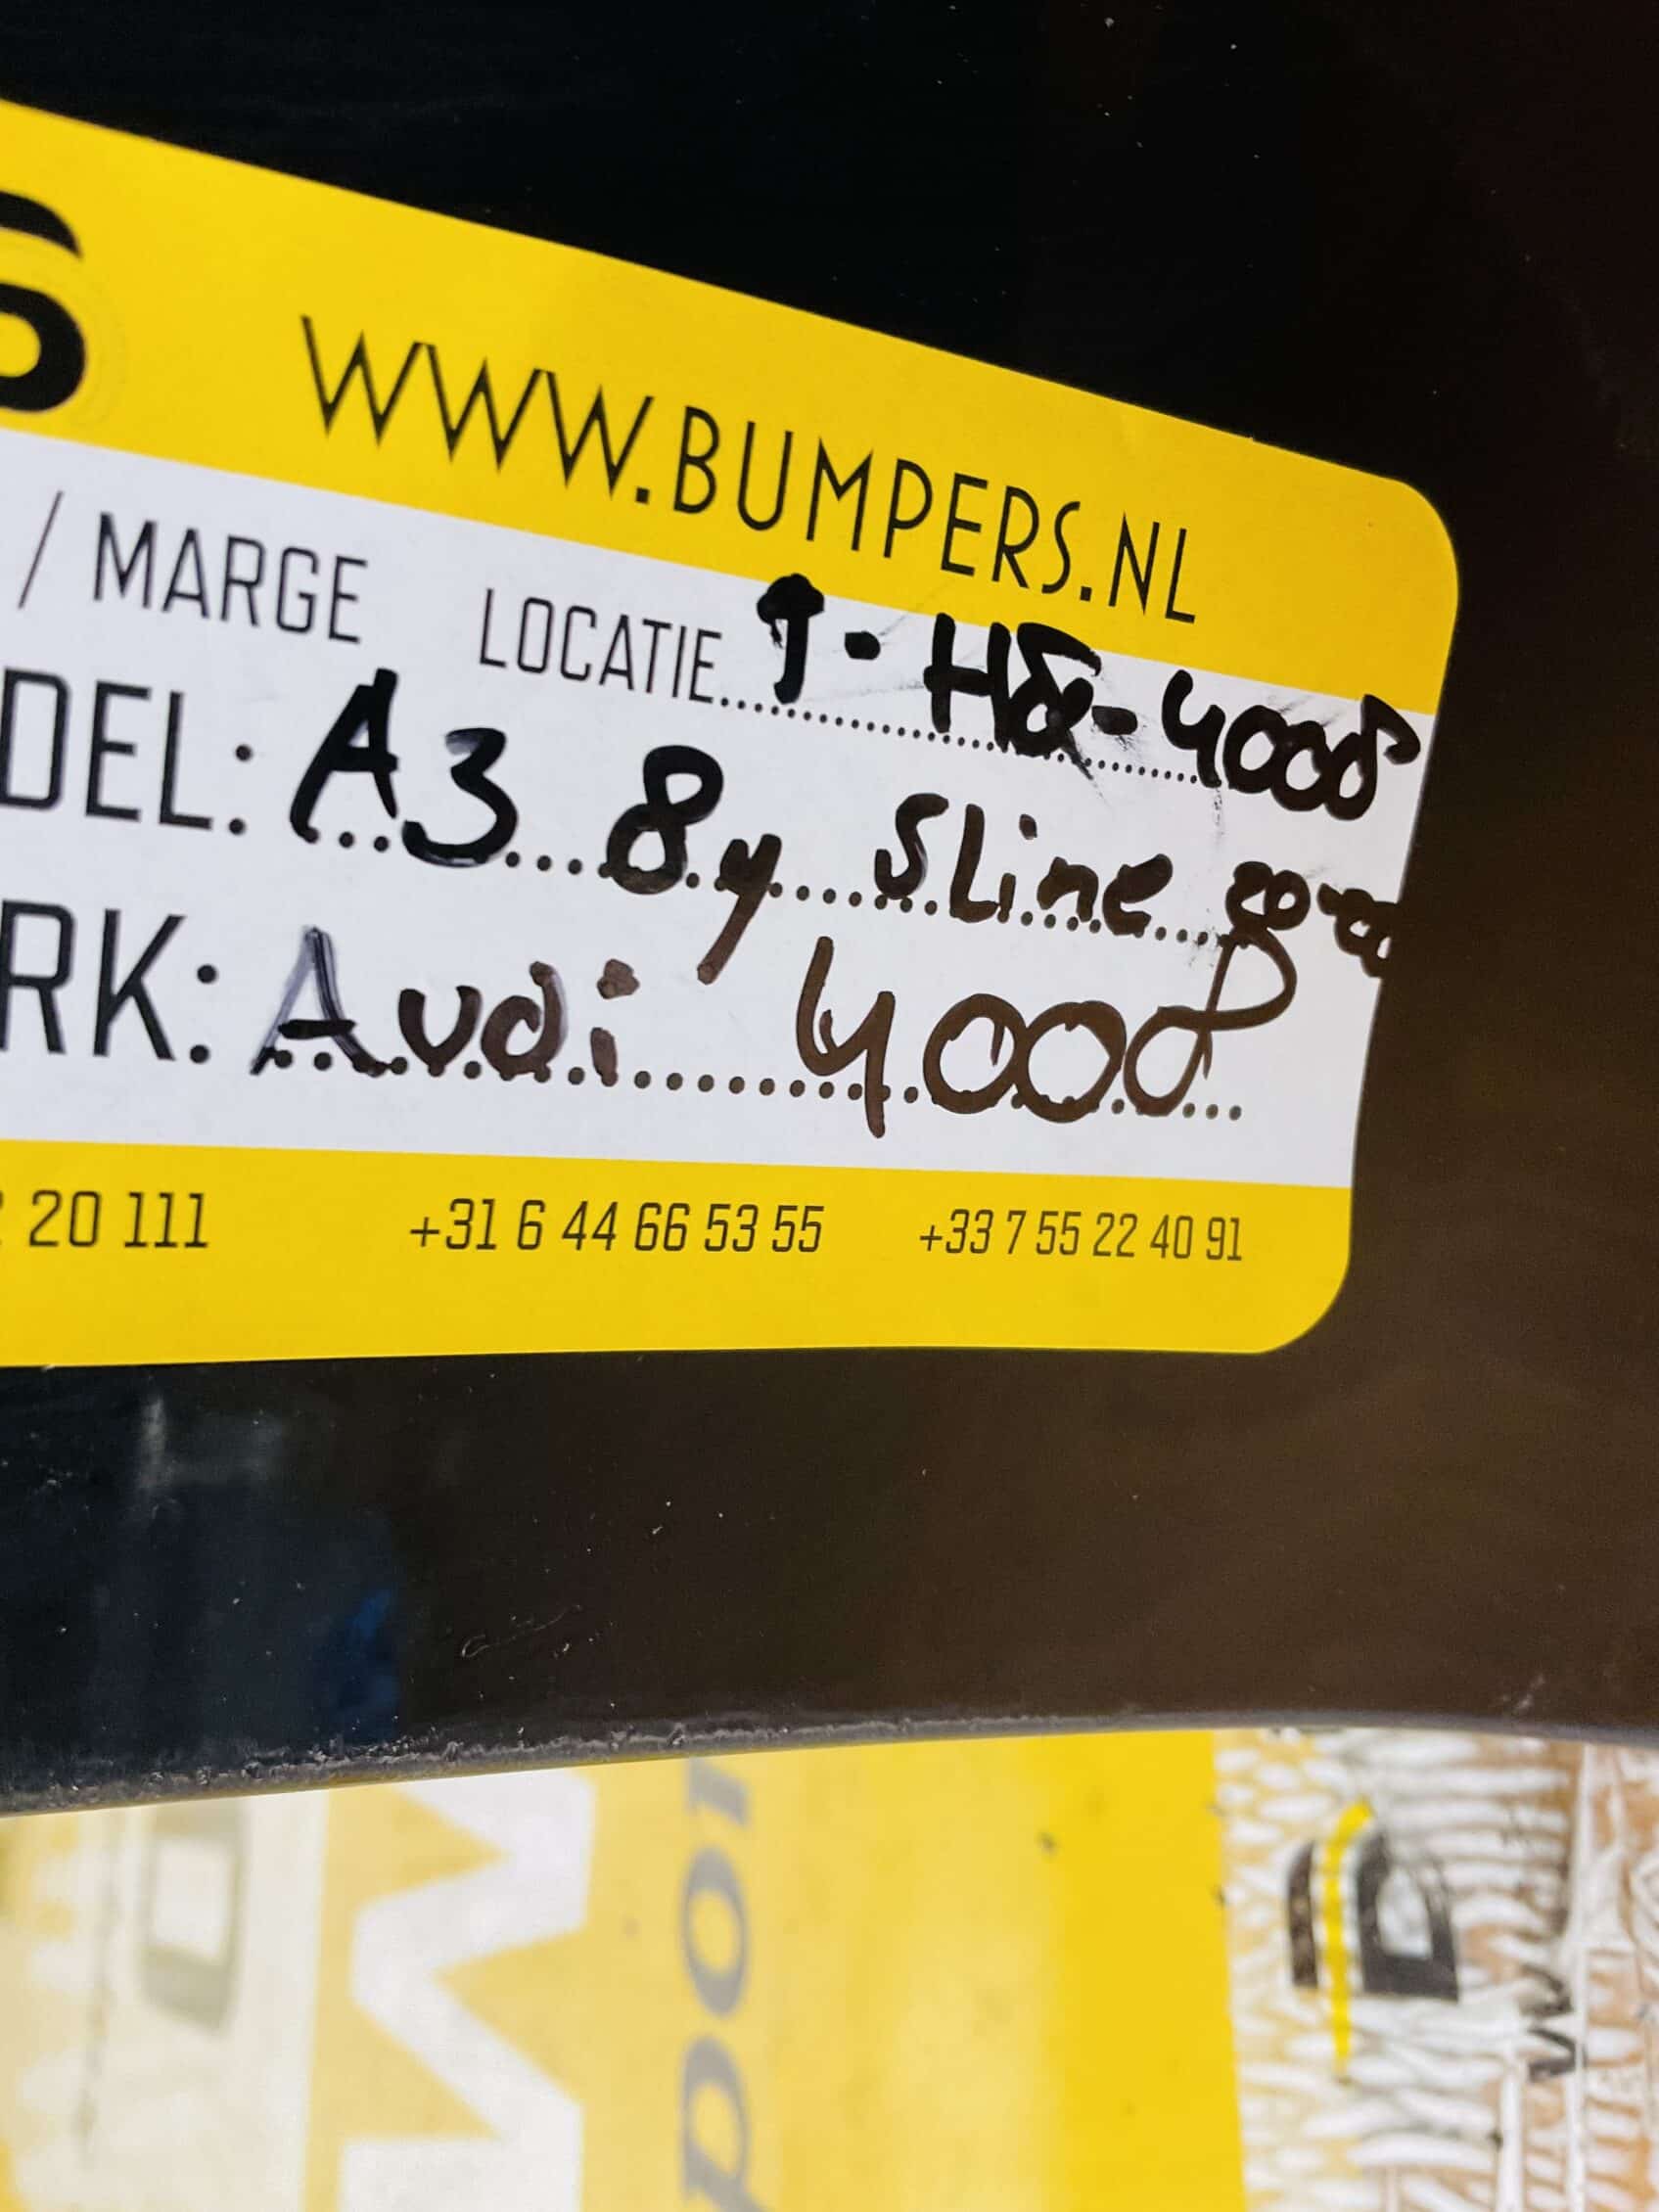 S WWW.BUMPERS.NL
/ MARGE LOCATIE
DEL: A3 8y Sline
RK: Audi 4008
20 111 +31 6 44 66 53 55 +33 7 55 22 40 91